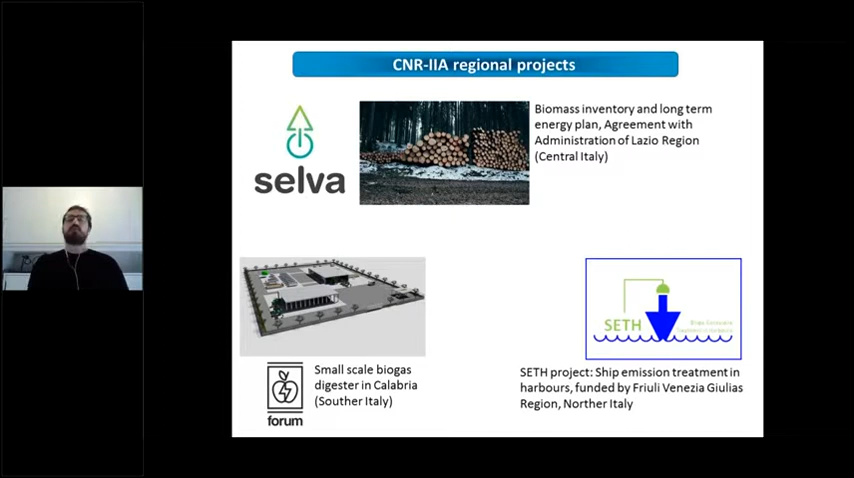 CNR-IIA regional projects
selva
Biomass inventory and long term
energy plan, Agreement with
Administration of Lazio Region
(Central Italy)
SETH
forum
Small scale biogas
digester in Calabria
(Souther Italy)
SETH project: Ship emission treatment in
harbours, funded by Friuli Venezia Giulias
Region, Norther Italy